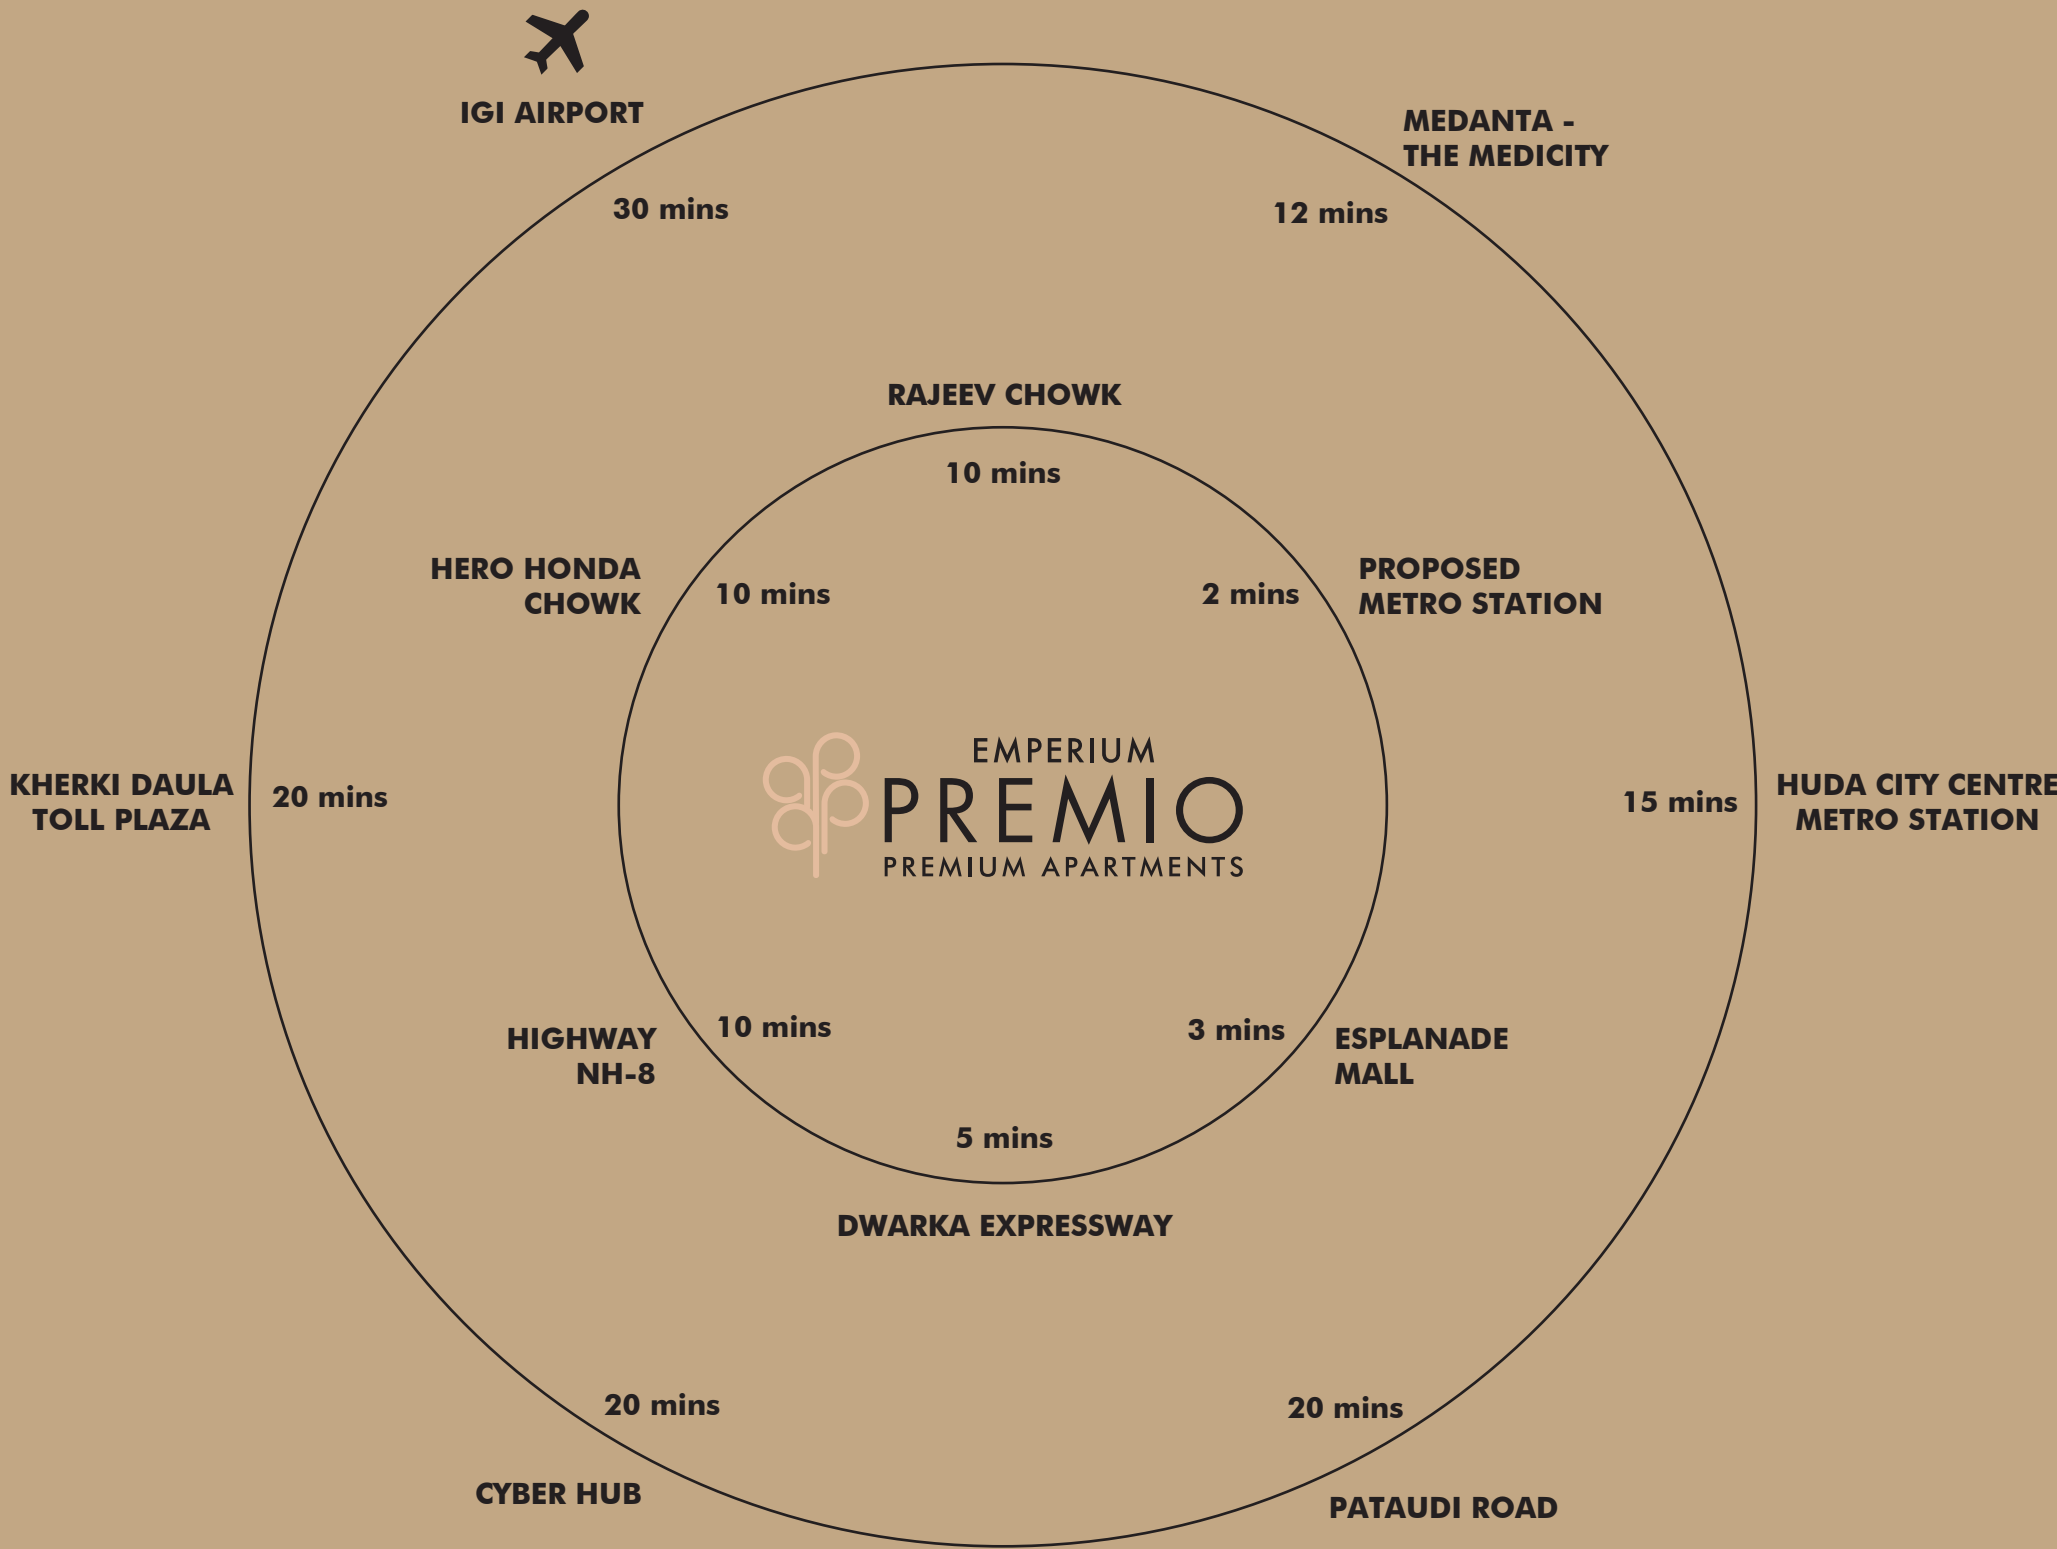 IGI AIRPORT
30 mins
MEDANTA -
THE MEDICITY
12 mins
RAJEEV CHOWK
10 mins
HERO HONDA
CHOWK
10 mins
2 mins
PROPOSED
METRO STATION
KHERKI DAULA
TOLL PLAZA
20 mins
EMPERIUM
PREMIO
PREMIUM APARTMENTS
15 mins
HUDA CITY CENTRE
METRO STATION
HIGHWAY
NH-8
10 mins
3 mins
ESPLANADE
MALL
5 mins
DWARKA EXPRESSWAY
20 mins
CYBER HUB
20 mins
PATAUDI ROAD